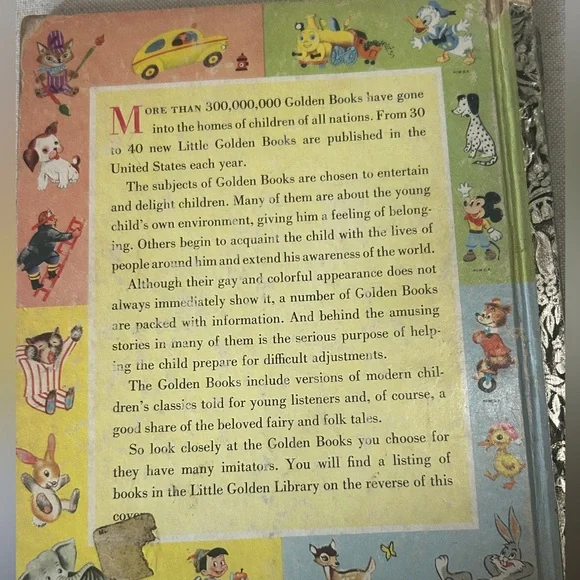 MORE THAN 300,000,000 Golden Books have gone
into the homes of children of all nations. From 30
to 40 new Little Golden Books are published in the
United States each year.
The subjects of Golden Books are chosen to entertain
and delight children. Many of them are about the young
child's own environment, giving him a feeling of belong-
ing. Others begin to acquaint the child with the lives of
people around him and extend his awareness of the world.
Although their gay and colorful appearance does not
always immediately show it, a number of Golden Books
are packed with information. And behind the amusing
stories in many of them is the serious purpose of help-
ing the child prepare for difficult adjustments.
The Golden Books include versions of modern chil-
dren's classics told for young listeners and, of course, a
good share of the beloved fairy and folk tales.
So look closely at the Golden Books you choose for
they have many imitators. You will find a listing of
books in the Little Golden Library on the reverse of this
cover